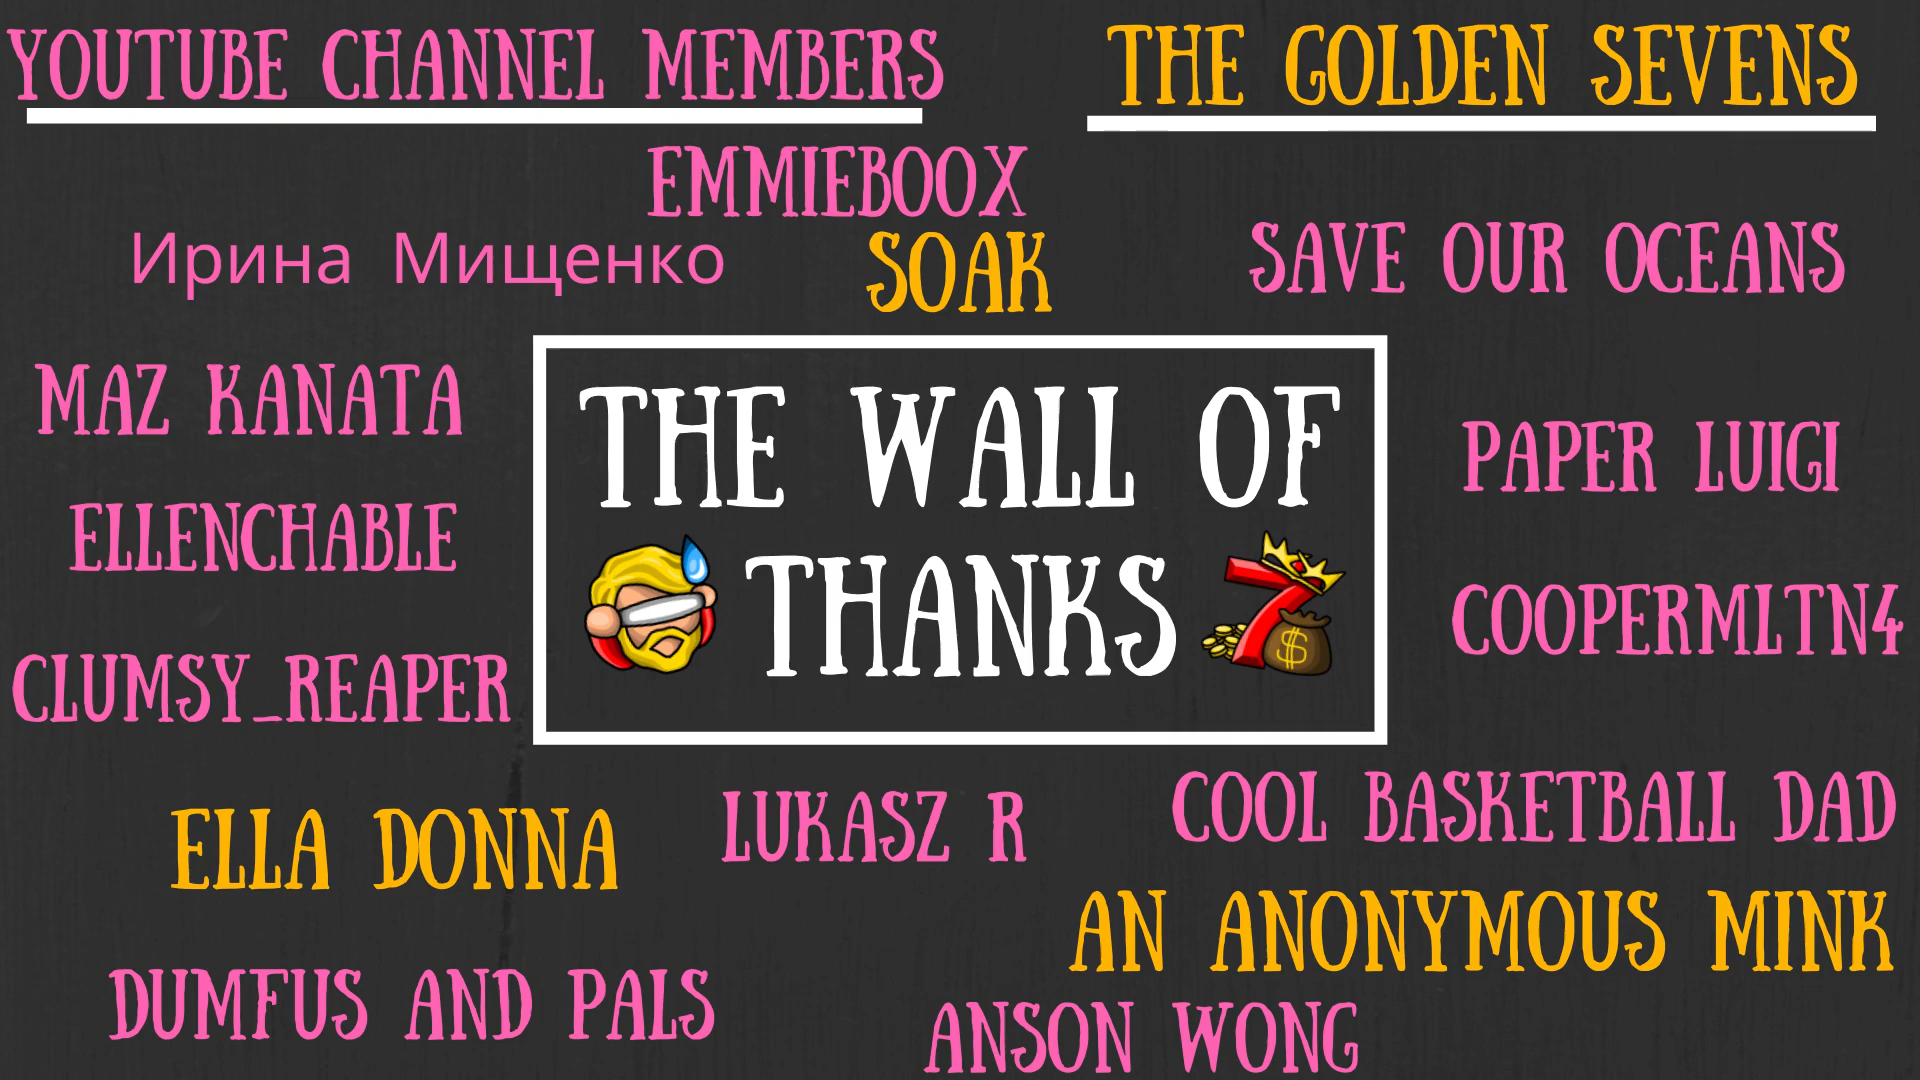 YOUTUBE CHANNEL MEMBERS
THE GOLDEN SEVENS
EMMIEBOOX
Ирина Мищенко
SOAK
SAVE OUR OCEANS
MAZ KANATA
THE WALL OF
THANKS
PAPER LUIGI
ELLENCHABLE
COOPERMLTN4
CLUMSY_REAPER
ELLA DONNA
LUKASZ R
COOL BASKETBALL DAD
AN ANONYMOUS MINK
DUMFUS AND PALS
ANSON WONG
7
$